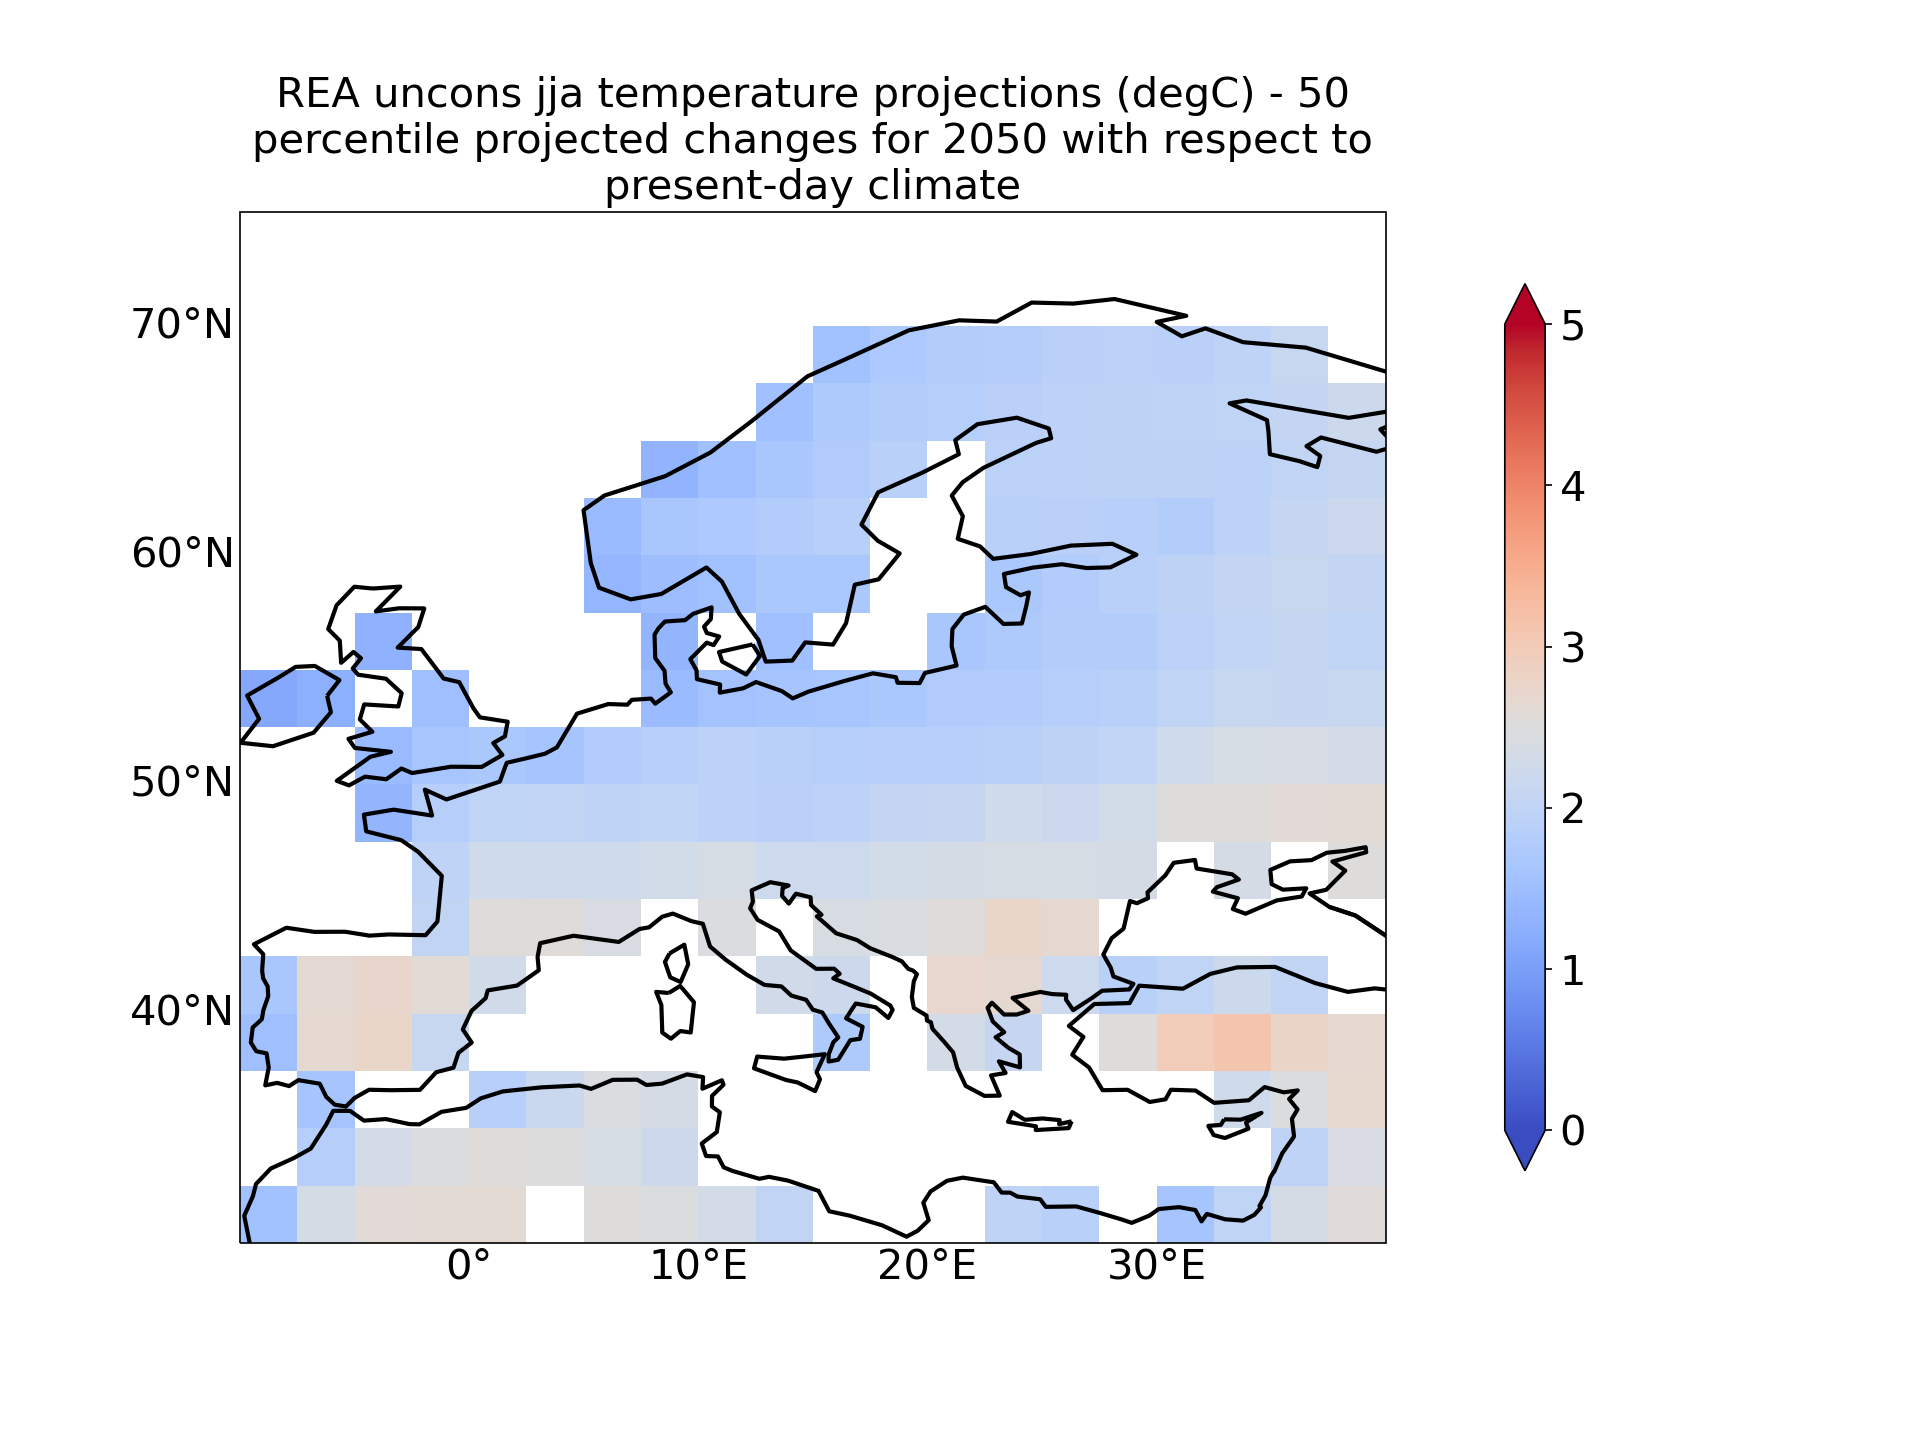 REA uncons jja temperature projections (degC) - 50
percentile projected changes for 2050 with respect to
present-day climate
70°N
60°N
50°N
40°N
0°
10°E
20°E
30°E
5
4
3
2
1
0